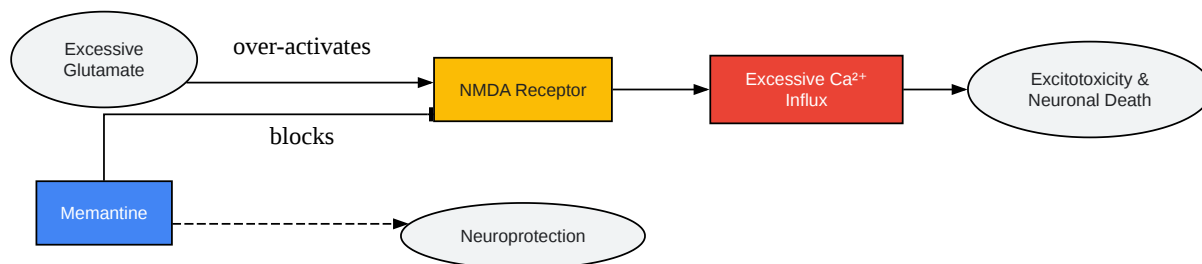 Excessive
Glutamate
over-activates
NMDA Receptor
Excessive Ca²⁺
Influx
Excitotoxicity &
Neuronal Death
blocks
Memantine
Neuroprotection